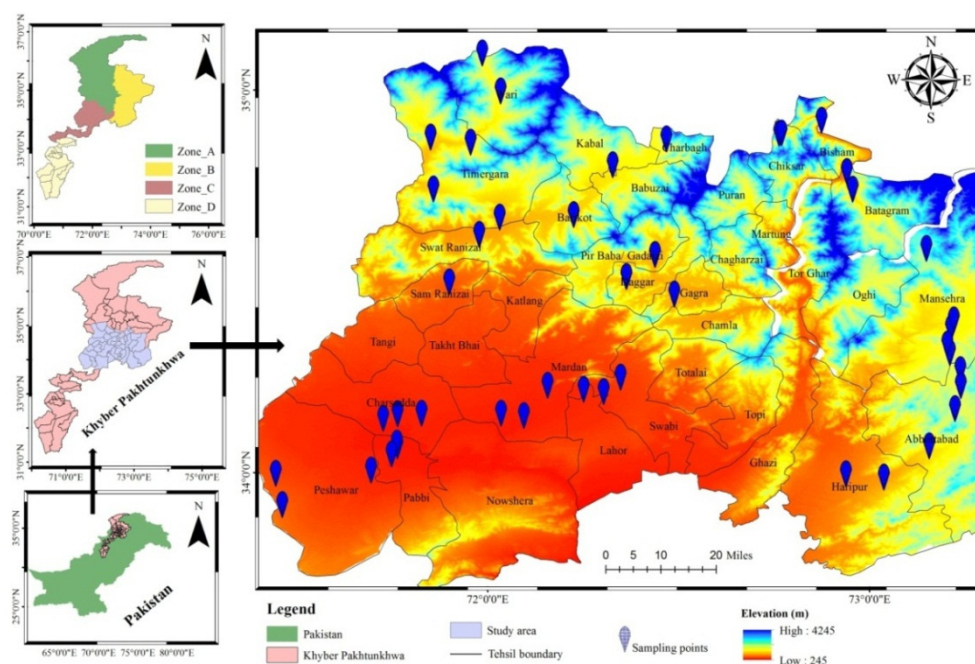 37°0'0"N
35°0'0"N
33°0'0"N
31°0'0"N
N
Zone_A
Zone_B
Zone_C
Zone_D
70°0'0"E
72°0'0"E
74°0'0"E
76°0'0"E
37°0'0"N
35°0'0"N
33°0'0"N
31°0'0"N
N
Khyber Pakhtunkhwa
71°0'0"E
73°0'0"E
75°0'0"E
35°0'0"N
25°0'0"N
N
Pakistan
65°0'0"E
70°0'0"E
75°0'0"E
80°0'0"E
35°0'0"N
34°0'0"N
N
W E
S
Kabal
Charbagh
Chiksar
Bisham
Timergara
Babuzai
Puran
Batagram
Swat Ranizai
Martung
Pir Baba/ Gadaizi
Chagharzai
Tor Ghar
Sam Ranizai
Katlang
Gagra
Oghi
Mansehra
Chamla
Tangi
Takht Bhai
Mardan
Totalai
Charsadda
Topi
Swabi
Lahor
Abbottabad
Ghazi
Haripur
Peshawar
Pabbi
Nowshera
0 5 10 20 Miles
72°0'0"E
73°0'0"E
Legend
Pakistan
Khyber Pakhtunkhwa
Study area
Tehsil boundary
Sampling points
Elevation (m)
High : 4245
Low : 245